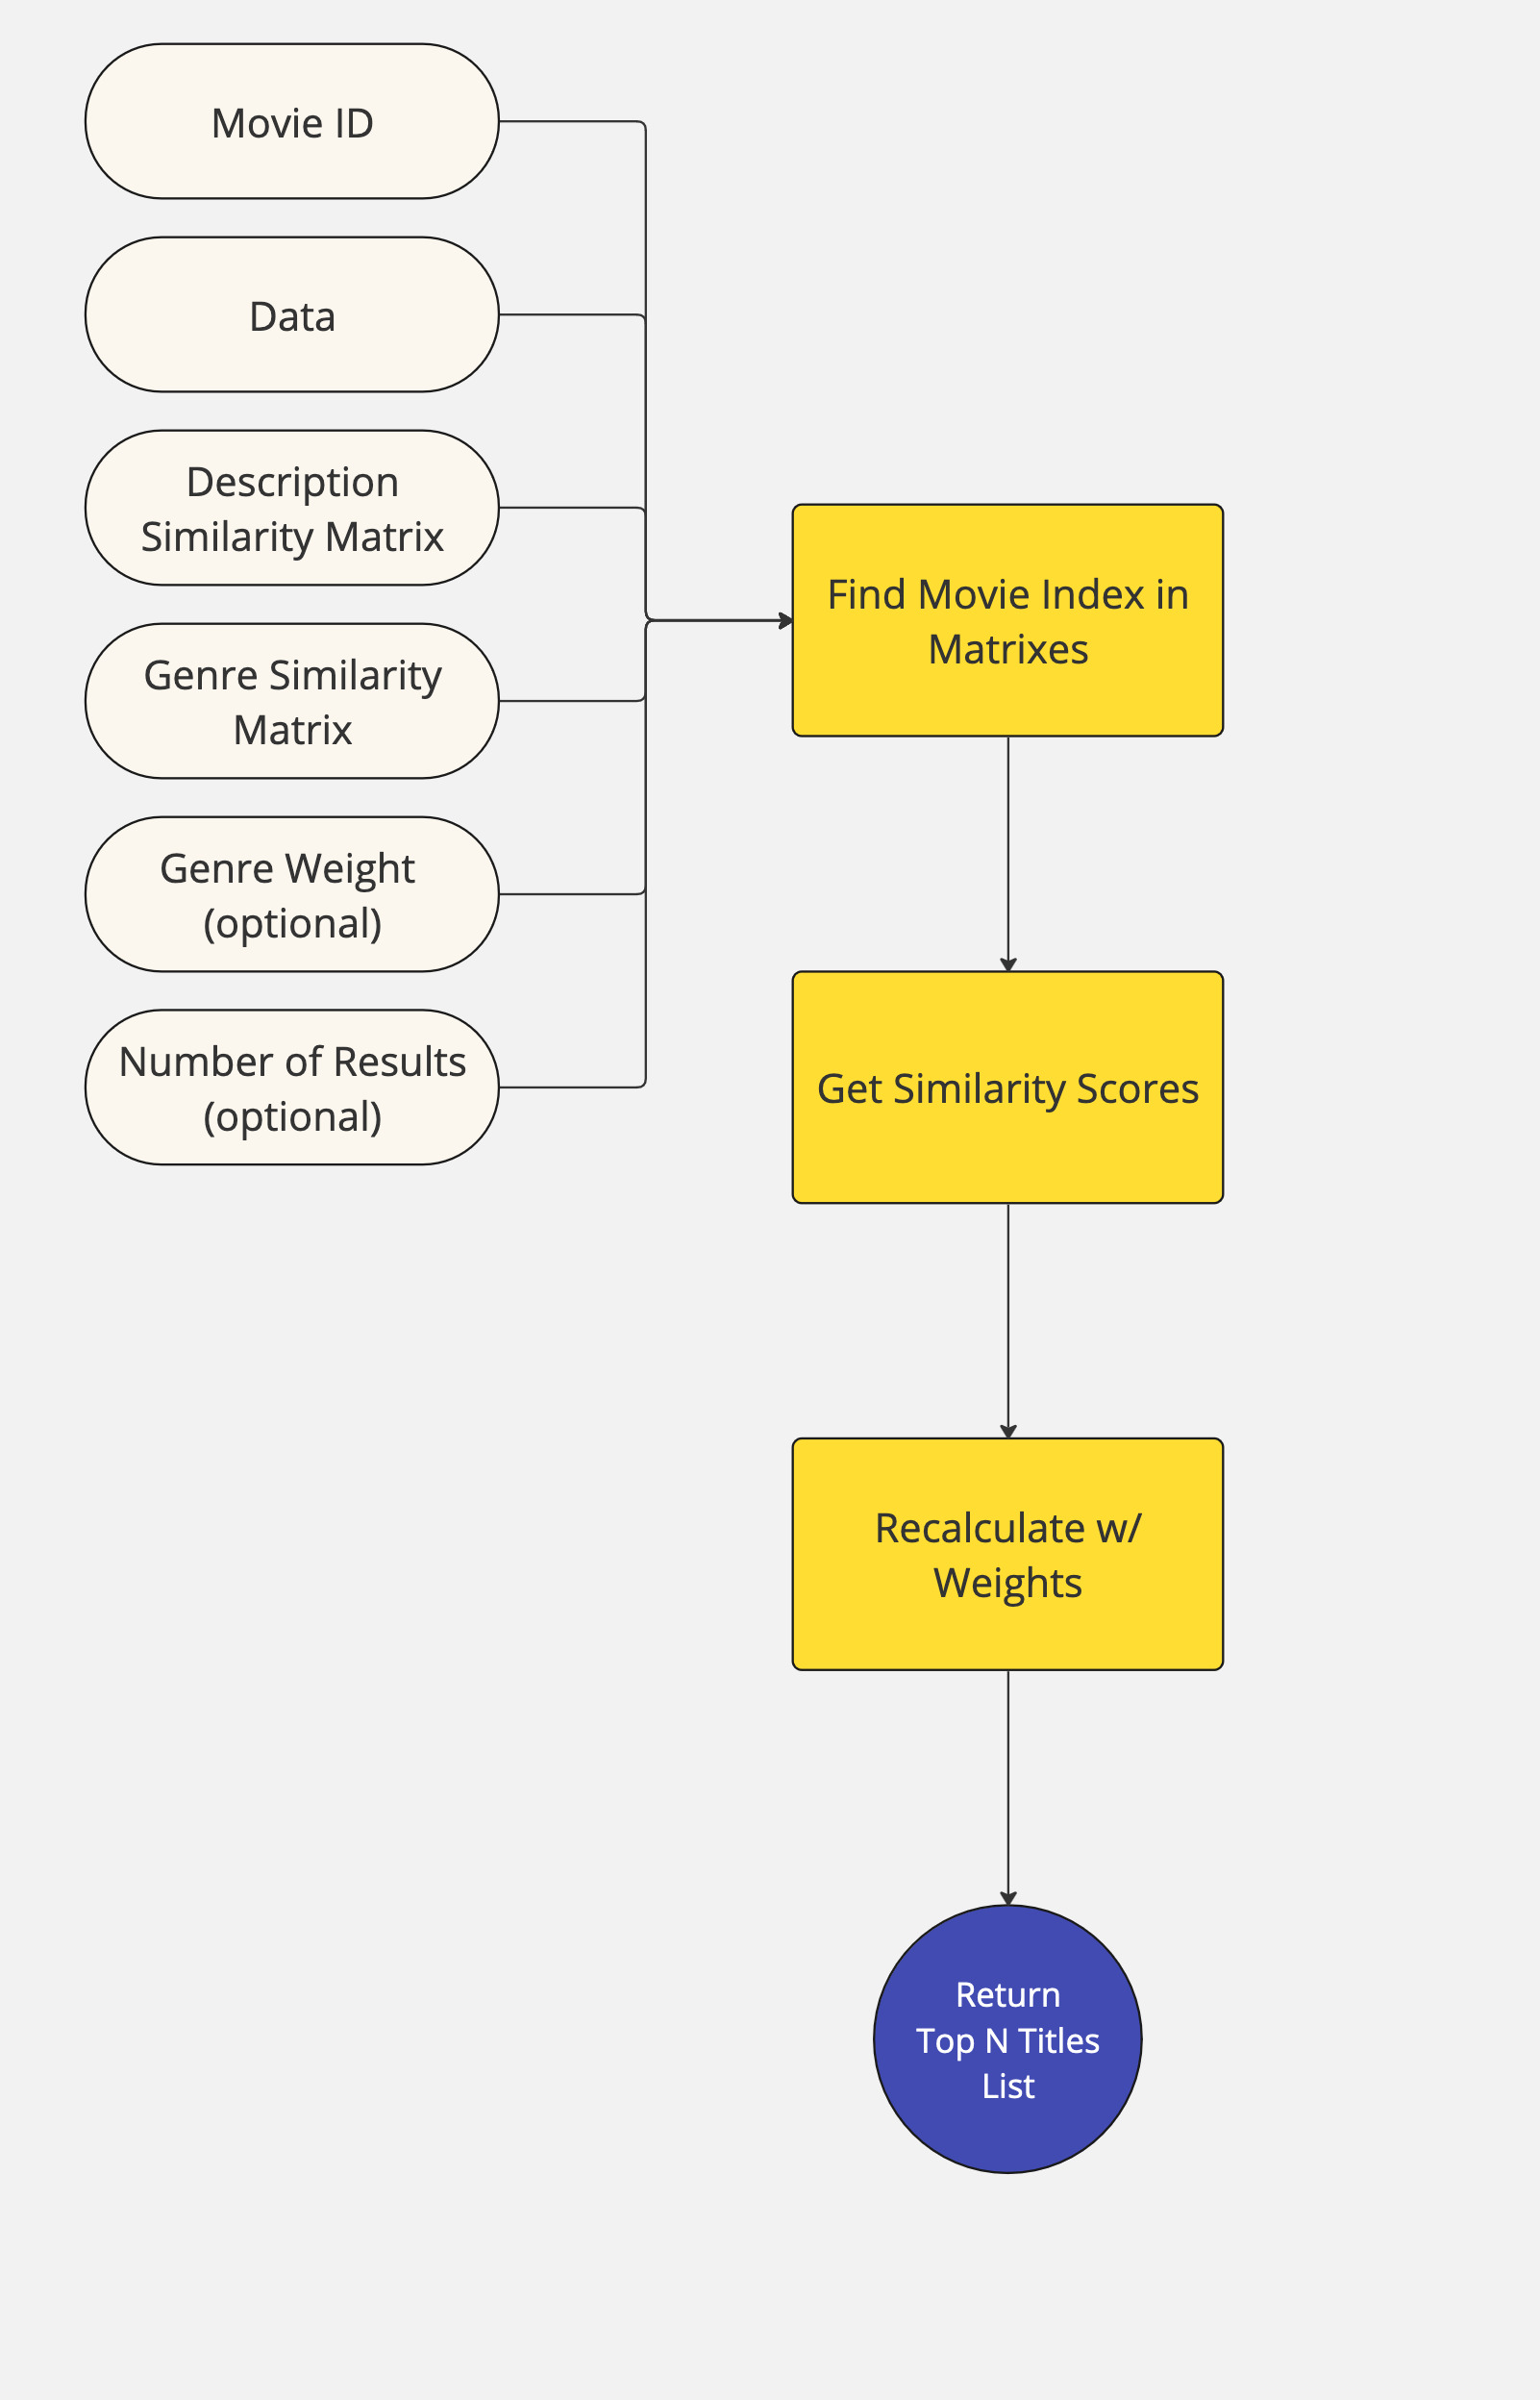 Movie ID
Data
Description
Similarity Matrix
Genre Similarity
Matrix
Genre Weight
(optional)
Number of Results
(optional)
Find Movie Index in
Matrixes
Get Similarity Scores
Recalculate w/
Weights
Return
Top N Titles
List